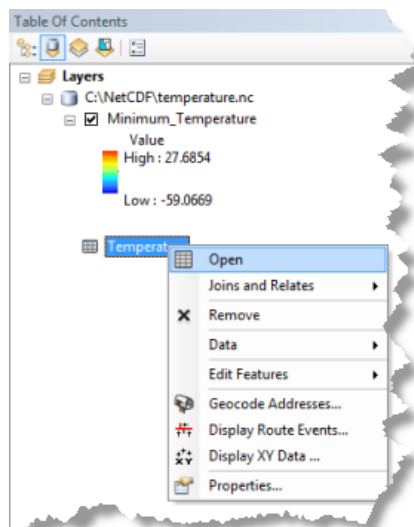 Table Of Contents
Layers
C:\NetCDF\temperature.nc
Minimum_Temperature
Value
High : 27.6854
Low : -59.0669
Open
Joins and Relates
Remove
Data
Edit Features
Geocode Addresses...
Display Route Events...
Display XY Data ...
Properties...